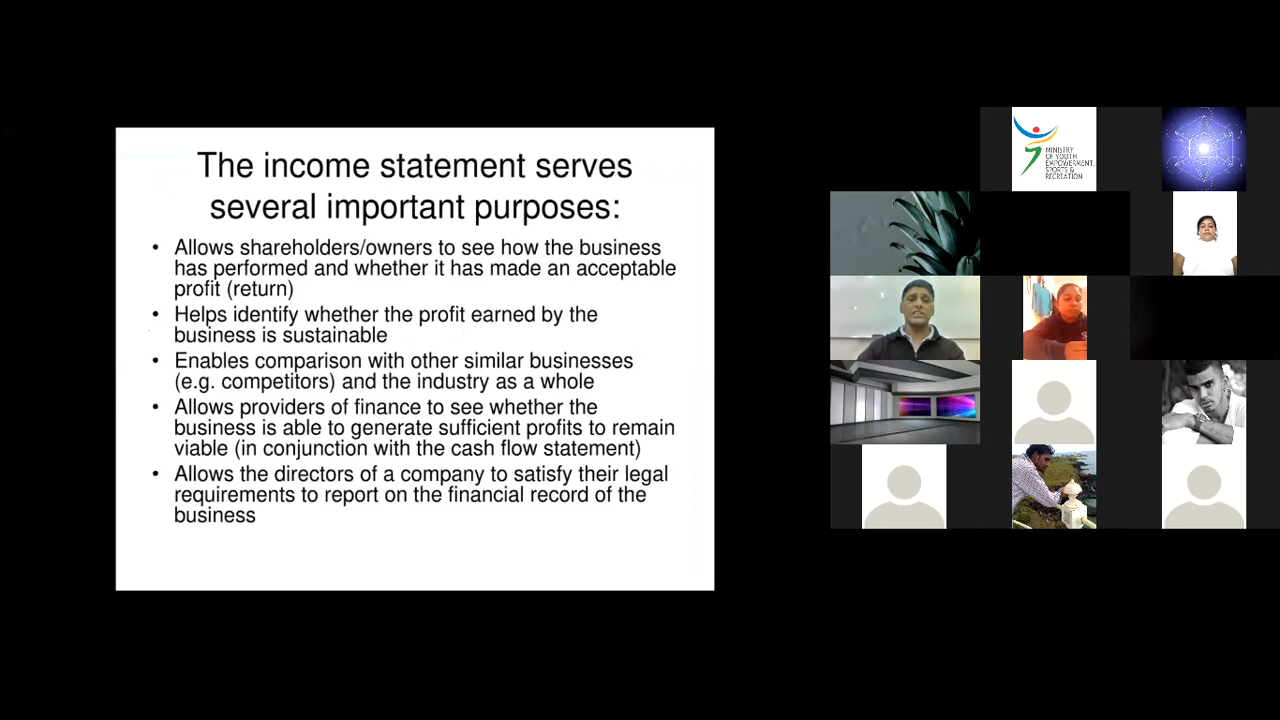 The income statement serves
several important purposes:
• Allows shareholders/owners to see how the business
has performed and whether it has made an acceptable
profit (return)
• Helps identify whether the profit earned by the
business is sustainable
• Enables comparison with other similar businesses
(e.g. competitors) and the industry as a whole
• Allows providers of finance to see whether the
business is able to generate sufficient profits to remain
viable (in conjunction with the cash flow statement)
• Allows the directors of a company to satisfy their legal
requirements to report on the financial record of the
business
MINISTRY
OF YOUTH
EMPOWERMENT,
SPORTS &
RECREATION